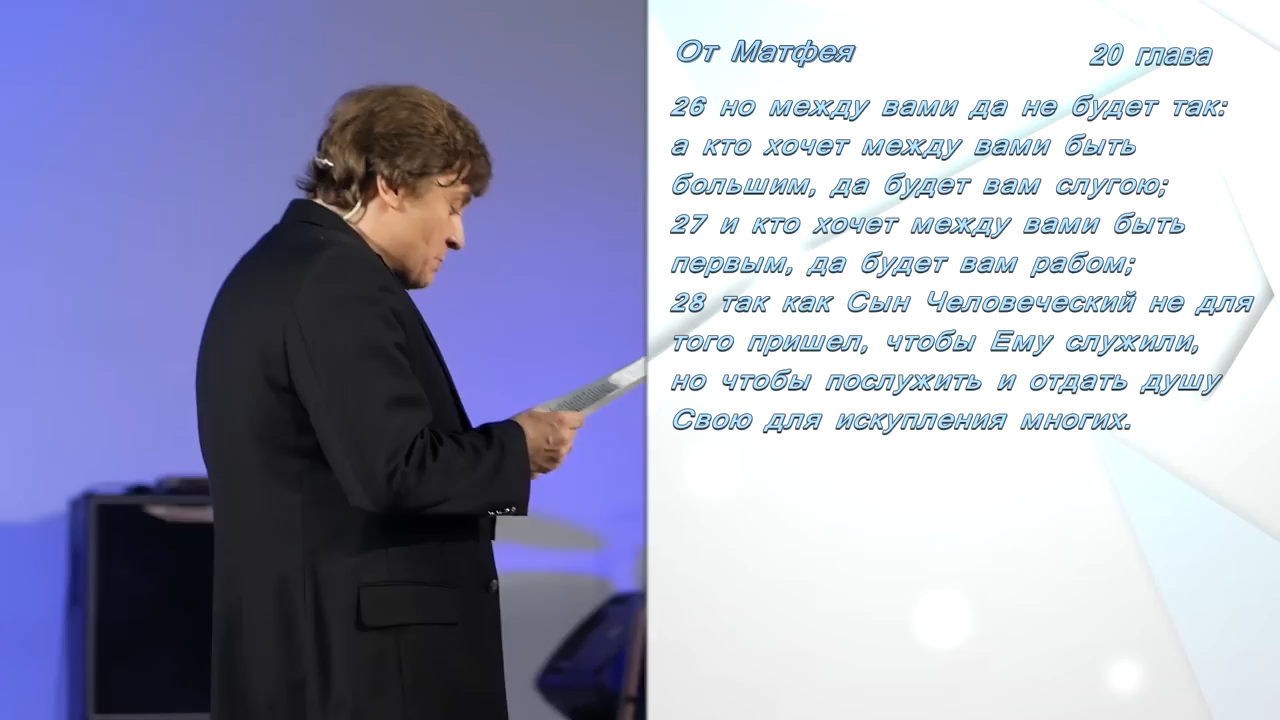 От Матфея 20 глава
26 но между вами да не будет так:
а кто хочет между вами быть
большим, да будет вам слугою;
27 и кто хочет между вами быть
первым, да будет вам рабом;
28 так как Сын Человеческий не для
того пришел, чтобы Ему служили,
но чтобы послужить и отдать душу
Свою для искупления многих.